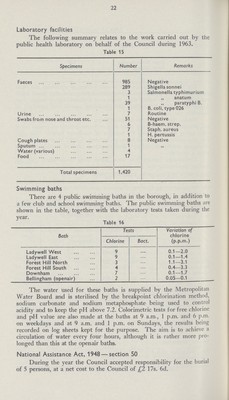 22
Laboratory facilities
The following summary relates to the work carried out by the
public health laboratory on behalf of the Council during 1963.
Table 15
Specimens Number Remarks
Faeces 985 Negative
289 Shigella sonnei
3 Salmonella typhimurium
1 „ anatum
39 „ paratyphi B.
1 B. coli, type 026
Urine 7 Routine
Swabs from nose and throat etc. 51 Negative
6 B-haem. strep.
7 Staph. aureus
1 H. pertussis
Cough plates 8 Negative
Sputum 1 „
Water (various) 4
Food 17
Total specimens 1,420
Swimming baths
There are 4 public swimming baths in the borough, in addition to
a few club and school swimming baths. The public swimming baths are
shown in the table, together with the laboratory tests taken during the
year.
Table 16
Bath Tests Variation of chlorine (p.p.m.)
Chlorine Bact.
Ladywell West 9 — 0.1—2.0
Ladywell East 9 — 0.1—1.4
Forest Hill North 3 — 1.1—3.1
Forest Hill South 4 — 0.4—3.3
Downham 7 — 0.1—1.7
Bellingham (openair) 2 — 0.05—0.1
The water used for these baths is supplied by the Metropolitan
Water Board and is sterilised by the breakpoint chlorination method,
sodium carbonate and sodium metaphosphate being used to control
acidity and to keep the pH above 7.2. Colorimetric tests for free chlorine
and pH value are also made at the baths at 9 a.m., 1 p.m. and 6 p.m.
on weekdays and at 9 a.m. and 1 p.m. on Sundays, the results being
recorded on log sheets kept for the purpose. The aim is to achieve a
circulation of water every four hours, although it is rather more pro-
longed than this at the openair baths.
National Assistance Act, 1948—section 50
During the year the Council accepted responsibility for the burial
of 5 persons, at a net cost to the Council of £2 17s. 6d.